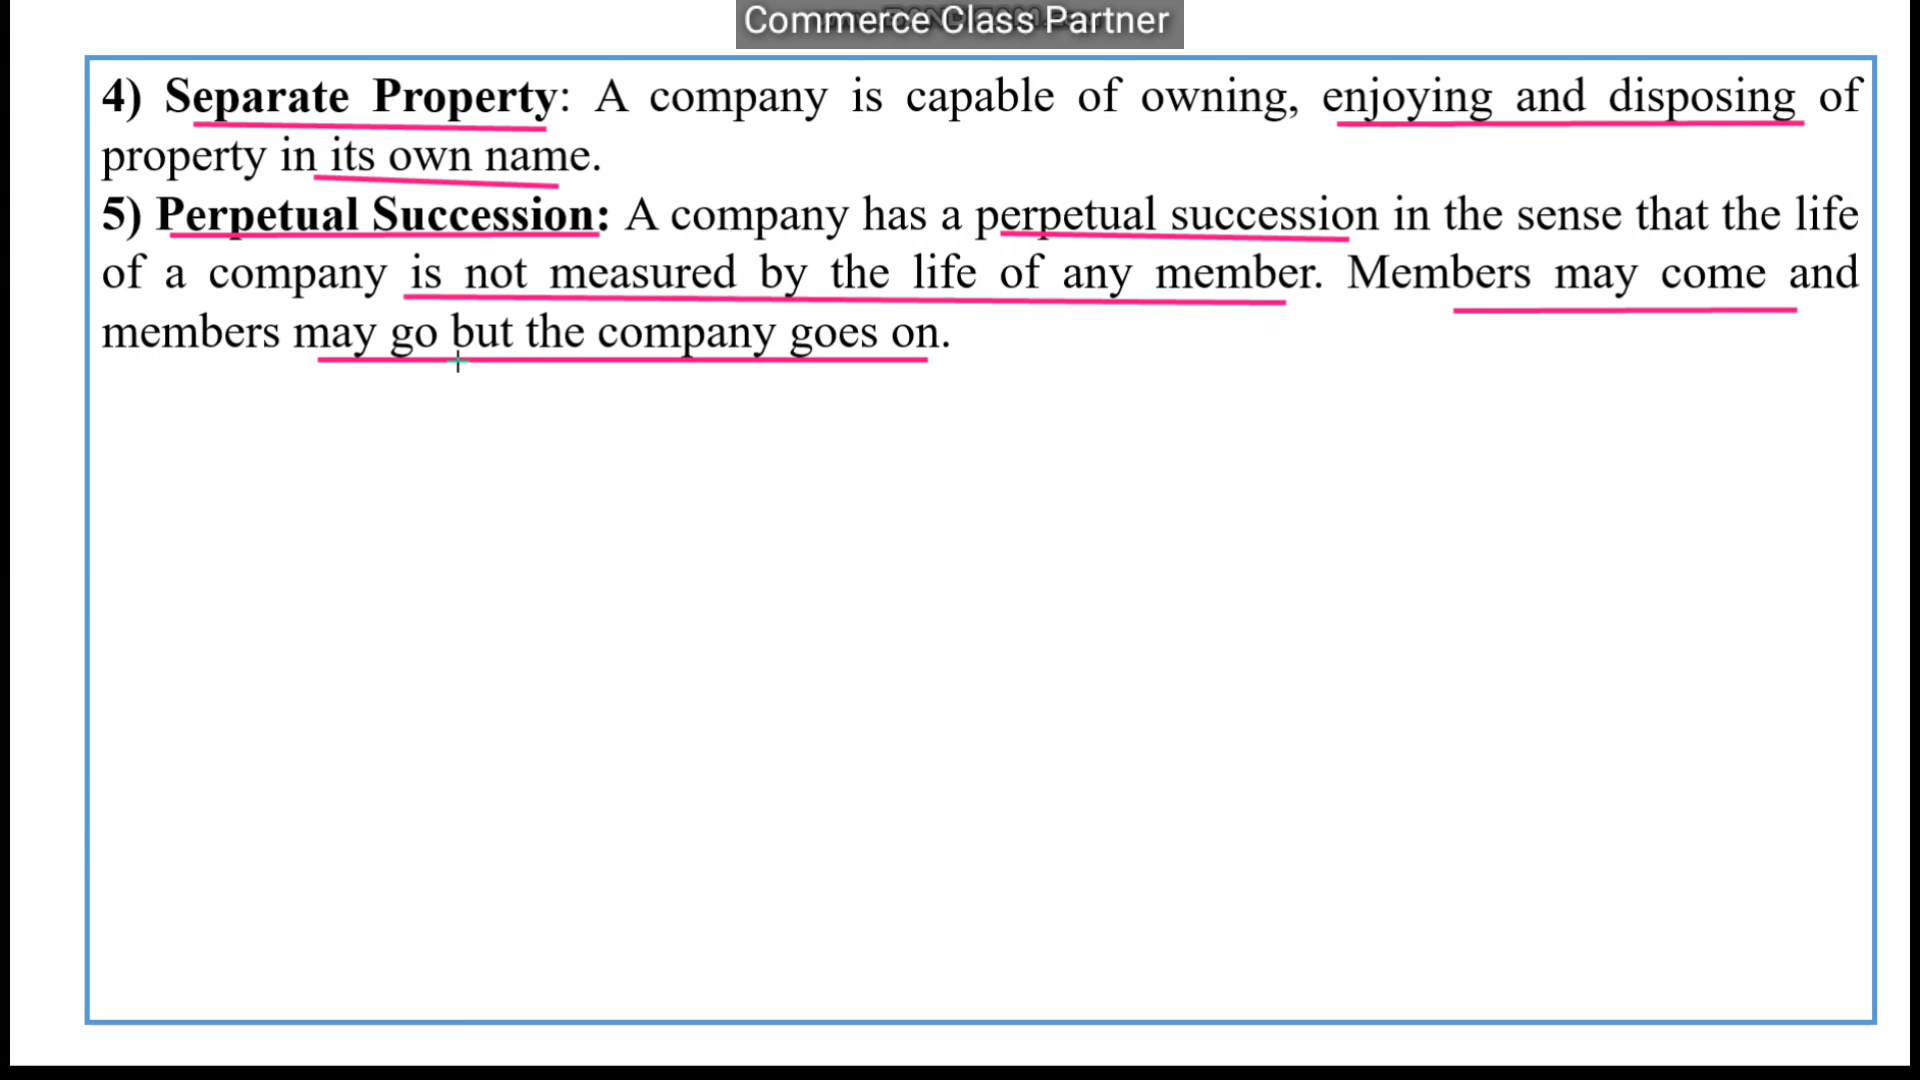 Commerce Class Partner
4) Separate Property: A company is capable of owning, enjoying and disposing of
property in its own name.
5) Perpetual Succession: A company has a perpetual succession in the sense that the life
of a company is not measured by the life of any member. Members may come and
members may go but the company goes on.